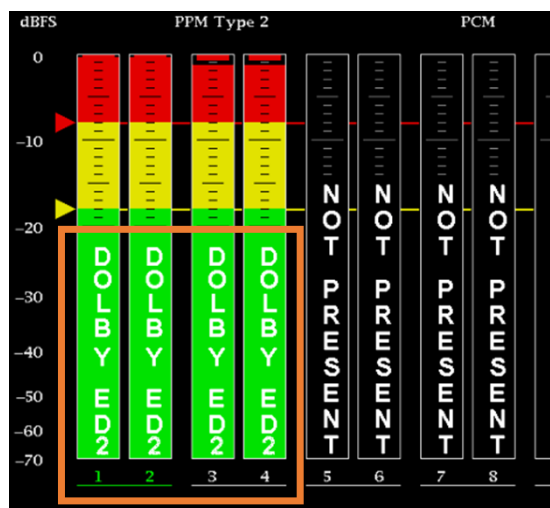 dBFS PPM Type 2 PCM
0
-10
-20
-30
-40
-50
-60
-70
DOLBY ED2
DOLBY ED2
DOLBY ED2
DOLBY ED2
NOT PRESENT
NOT PRESENT
NOT PRESENT
NOT PRESENT
1 2 3 4 5 6 7 8